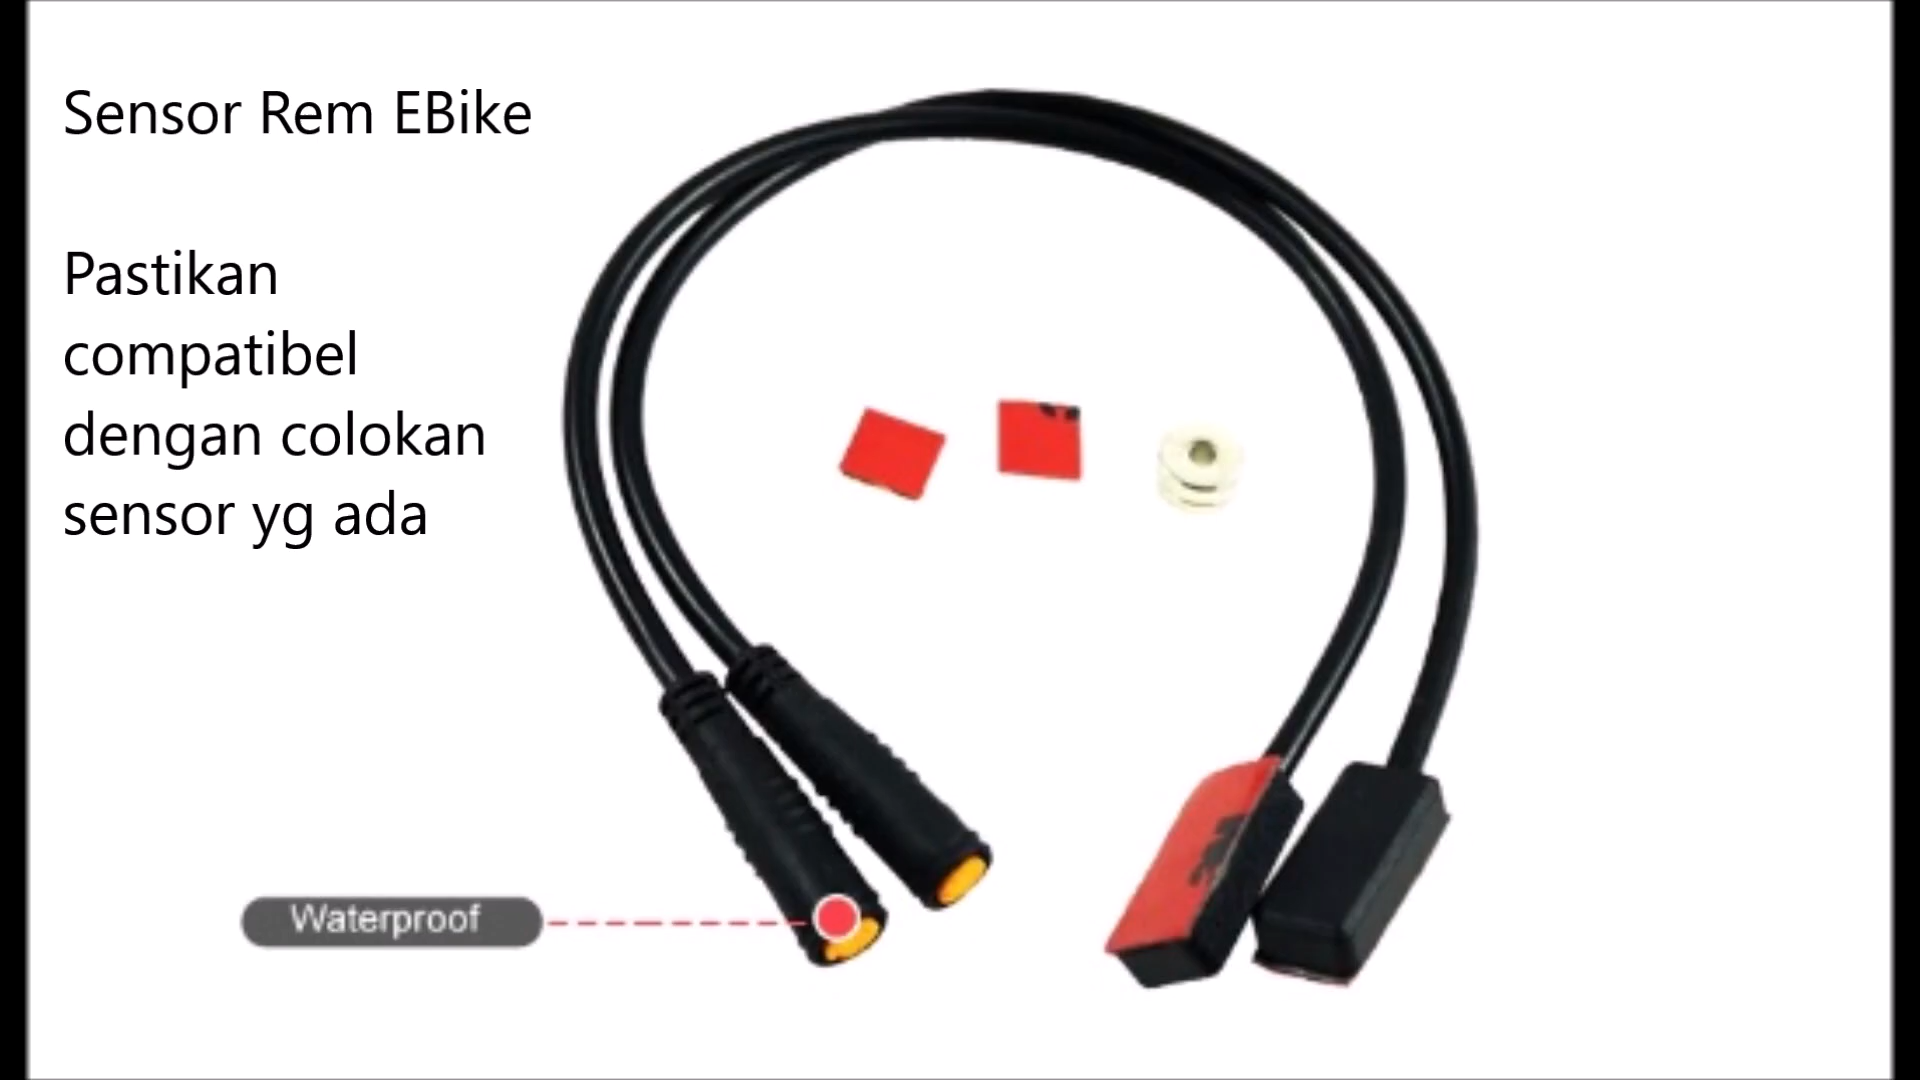 Sensor Rem EBike
Pastikan
compatibel
dengan colokan
sensor yg ada
Waterproof